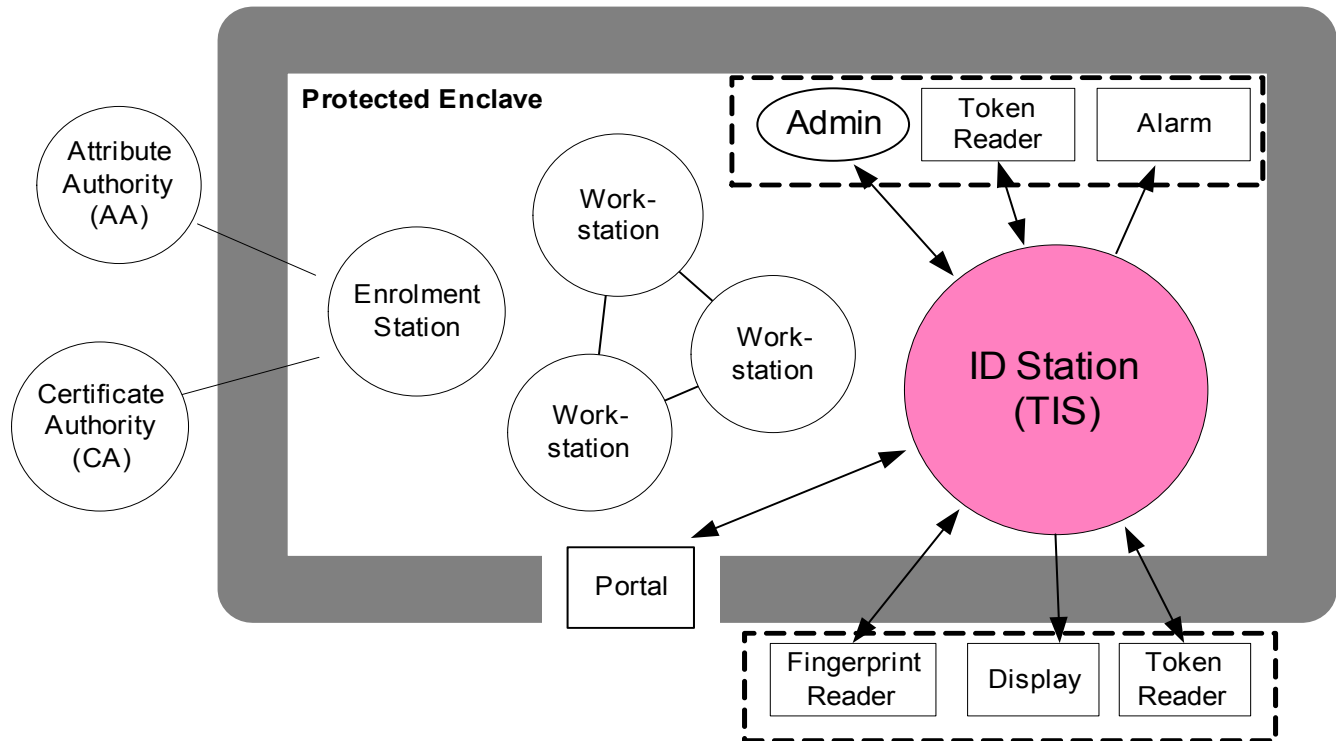 Protected Enclave
Admin
Token
Reader
Alarm
Attribute
Authority
(AA)
Work-
station
Enrolment
Station
Work-
station
ID Station
(TIS)
Certificate
Authority
(CA)
Work-
station
Portal
Fingerprint
Reader
Display
Token
Reader